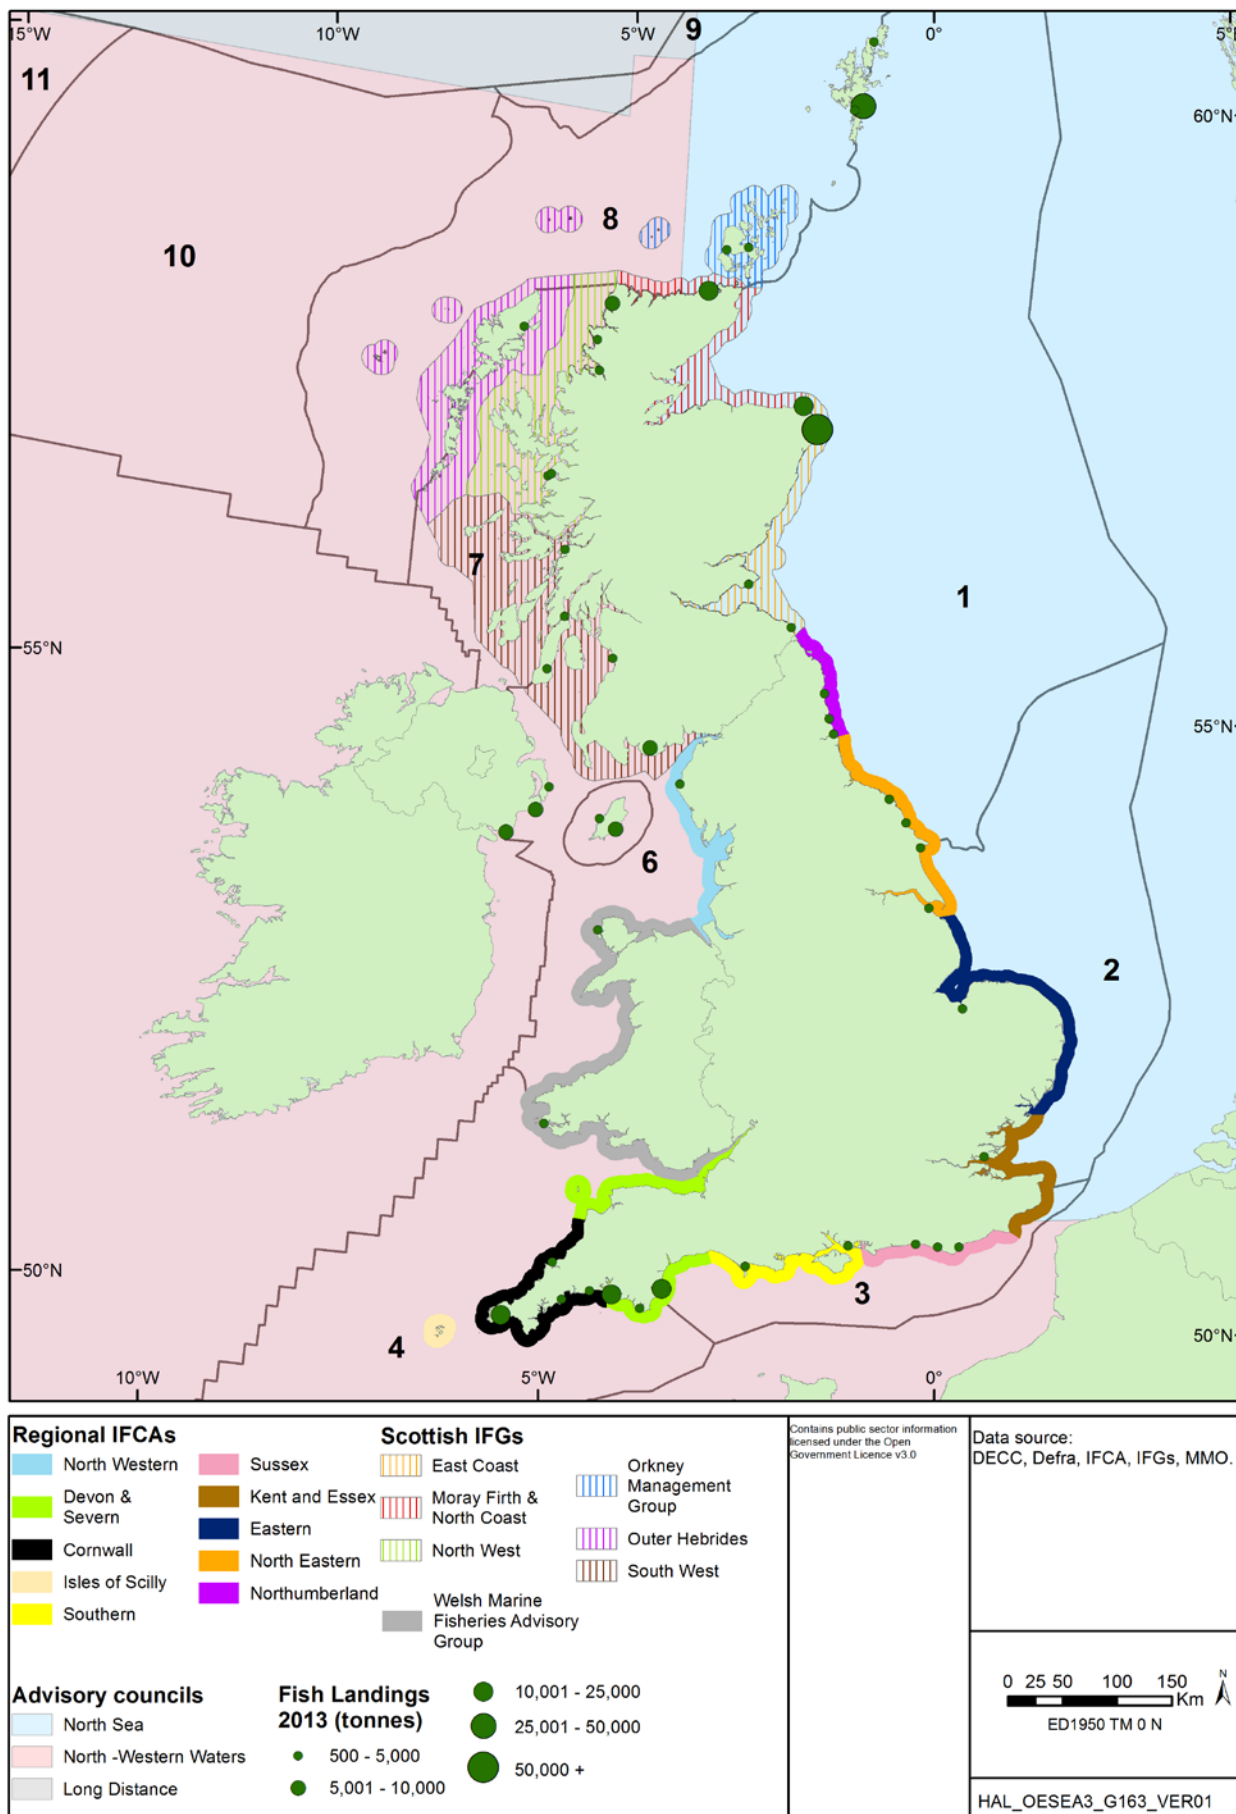 15°W
10°W
5°W
9
0°
5°E
11
60°N
8
10
7
1
55°N
55°N
6
2
50°N
3
4
50°N
10°W
5°W
0°
Regional IFCAs
North Western
Devon &
Severn
Cornwall
Isles of Scilly
Southern
Sussex
Kent and Essex
Eastern
North Eastern
Northumberland
Scottish IFGs
East Coast
Moray Firth &
North Coast
North West
Welsh Marine
Fisheries Advisory
Group
Orkney
Management
Group
Outer Hebrides
South West
Advisory councils
North Sea
North -Western Waters
Long Distance
Fish Landings
2013 (tonnes)
500 - 5,000
5,001 - 10,000
10,001 - 25,000
25,001 - 50,000
50,000 +
Contains public sector information
licensed under the Open
Government Licence v3.0
Data source:
DECC, Defra, IFCA, IFGs, MMO.
0 25 50 100 150
Km
N
ED1950 TM 0 N
HAL_OESEA3_G163_VER01